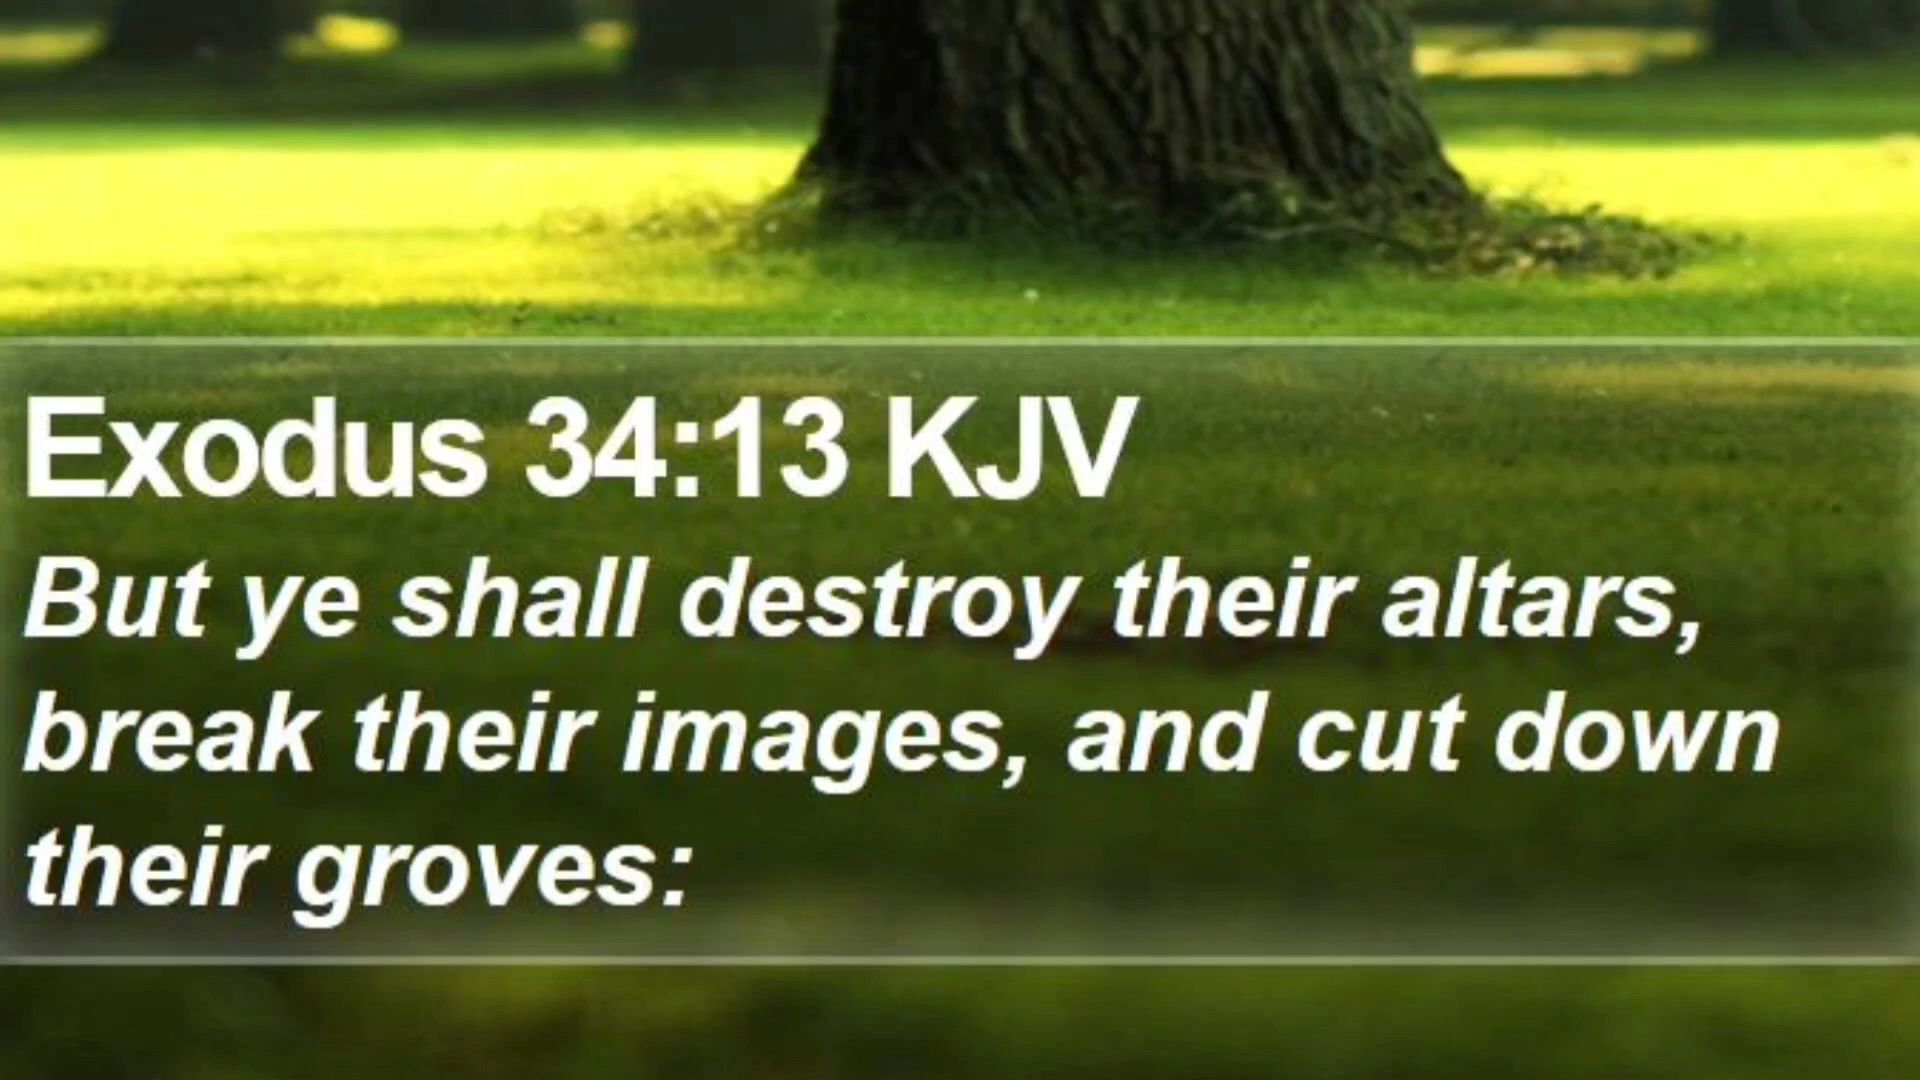 Exodus 34:13 KJV
But ye shall destroy their altars,
break their images, and cut down
their groves: